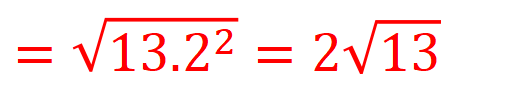 = √13.2² = 2√13